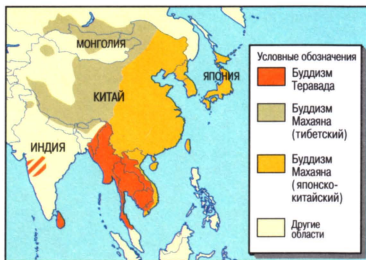 МОНГОЛИЯ
КИТАЙ
ЯПОНИЯ
ИНДИЯ
Условные обозначения
Буддизм
Теравада
Буддизм
Махаяна
(тибетский)
Буддизм
Махаяна
(японско-
китайский)
Другие
области